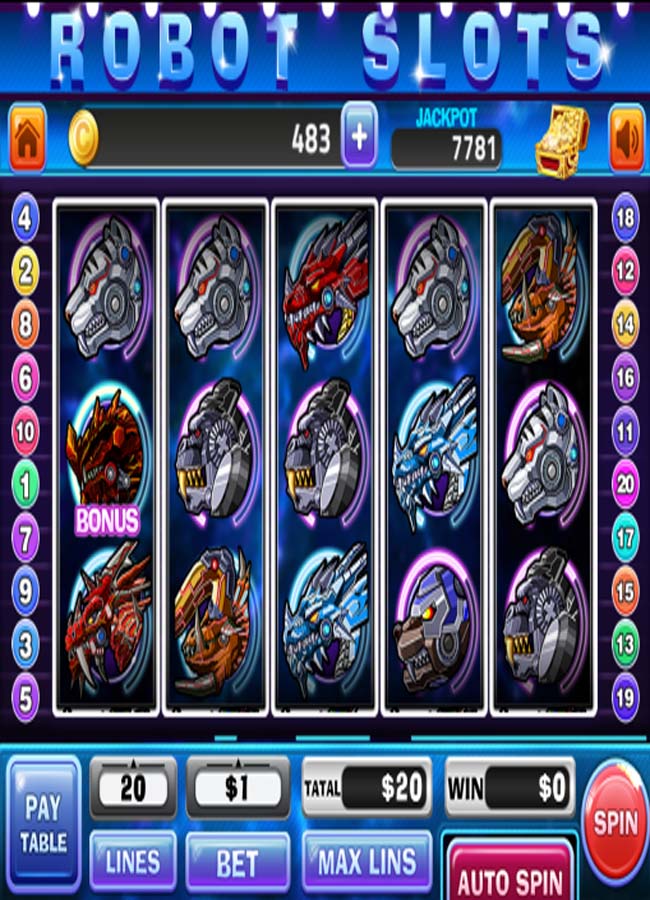 ROBOT SLOTS
C
483
+
JACKPOT
7781
4
2
8
6
10
1
7
9
3
5
BONUS
18
12
14
16
11
20
17
15
13
19
PAY
TABLE
20
LINES
$1
BET
TATAL $20
MAX LINS
WIN $0
AUTO SPIN
SPIN